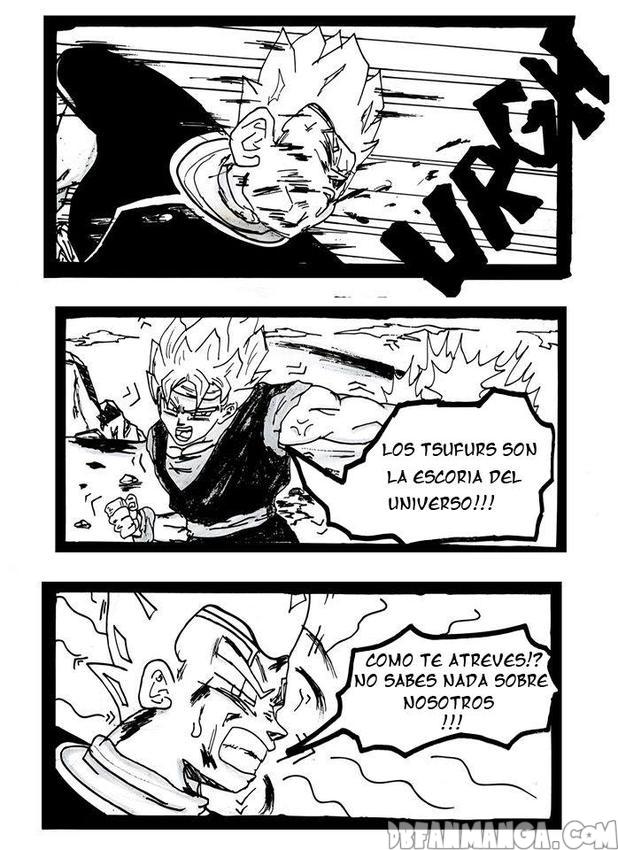 URGH
LOS TSUFURS SON
LA ESCORIA DEL
UNIVERSO!!!
COMO TE ATREVES!?
NO SABES NADA SOBRE
NOSOTROS
!!!
DBFANMANGA.COM